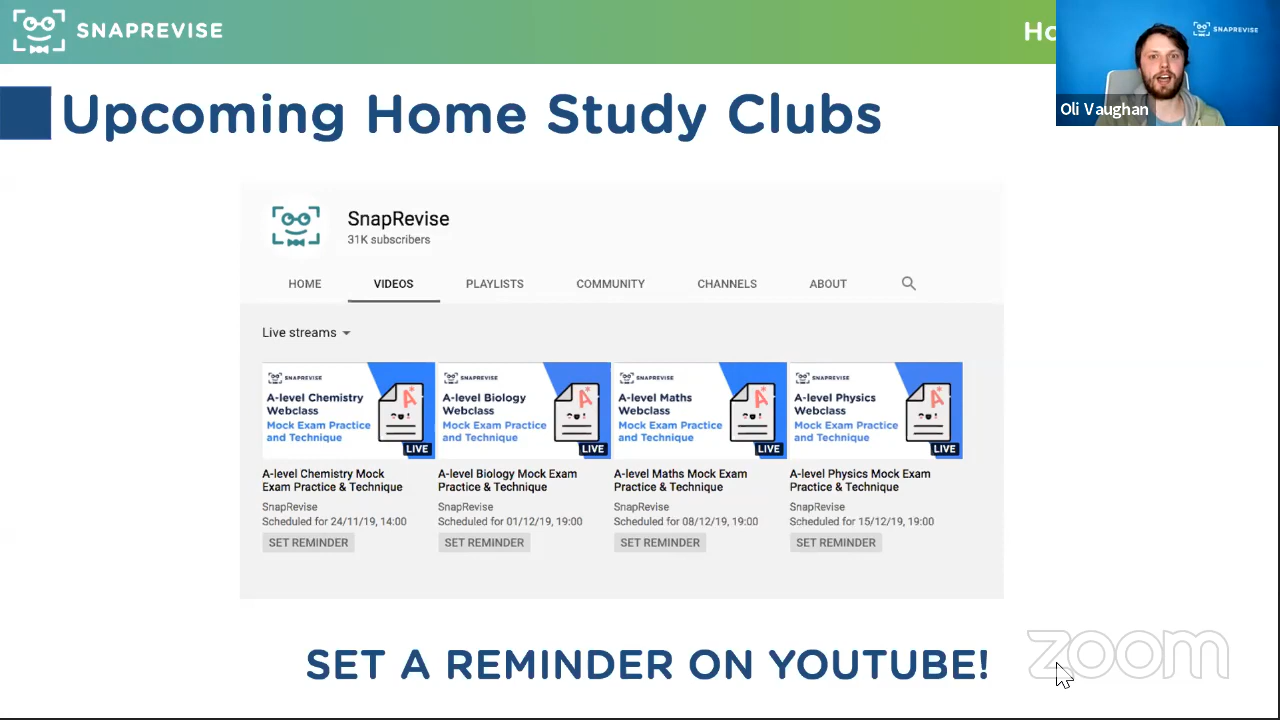 SNAPREVISE
SNAPREVISE
Oli Vaughan
Upcoming Home Study Clubs
SnapRevise
31K subscribers
HOME VIDEOS PLAYLISTS COMMUNITY CHANNELS ABOUT
Live streams
SNAPREVISE
A-level Chemistry
Webclass
Mock Exam Practice
and Technique
A*
LIVE
A-level Chemistry Mock
Exam Practice & Technique
SnapRevise
Scheduled for 24/11/19, 14:00
SET REMINDER
SNAPREVISE
A-level Biology
Webclass
Mock Exam Practice
and Technique
A*
LIVE
A-level Biology Mock Exam
Practice & Technique
SnapRevise
Scheduled for 01/12/19, 19:00
SET REMINDER
SNAPREVISE
A-level Maths
Webclass
Mock Exam Practice
and Technique
A*
LIVE
A-level Maths Mock Exam
Practice & Technique
SnapRevise
Scheduled for 08/12/19, 19:00
SET REMINDER
SNAPREVISE
A-level Physics
Webclass
Mock Exam Practice
and Technique
A*
LIVE
A-level Physics Mock Exam
Practice & Technique
SnapRevise
Scheduled for 15/12/19, 19:00
SET REMINDER
SET A REMINDER ON YOUTUBE!
zoom